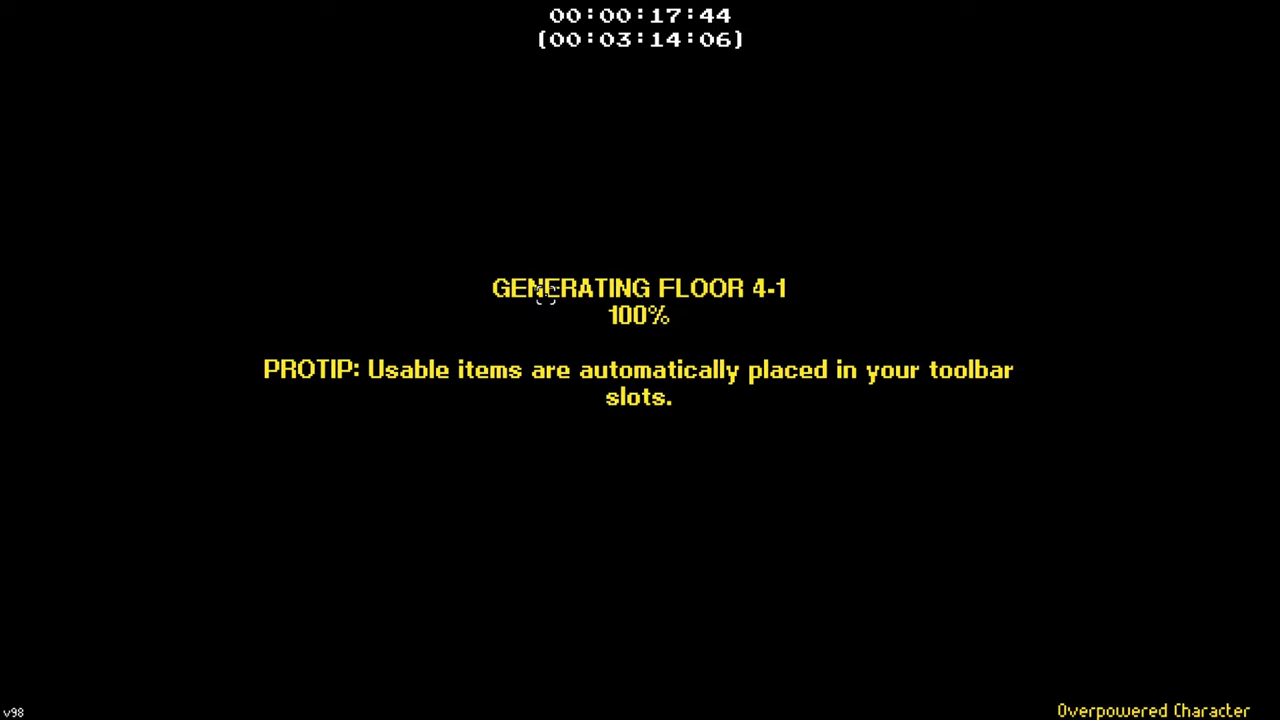 00:00:17:44
[00:03:14:06]
GENERATING FLOOR 4-1
100%
PROTIP: Usable items are automatically placed in your toolbar
slots.
v98
Overpowered Character